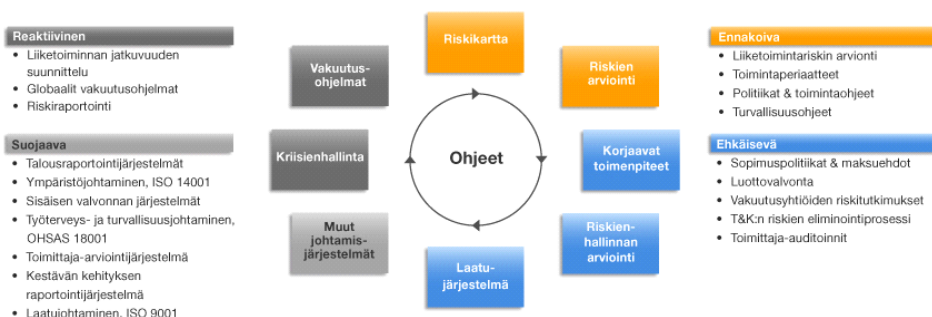 Reaktiivinen
• Liiketoiminnan jatkuvuuden
suunnittelu
• Globaalit vakuutusohjelmat
• Riskiraportointi
Suojaava
• Talousraportointijärjestelmät
• Ympäristöjohtaminen, ISO 14001
• Sisäisen valvonnan järjestelmät
• Työterveys- ja turvallisuusjohtaminen,
OHSAS 18001
• Toimittaja-arviointijärjestelmä
• Kestävän kehityksen
raportointijärjestelmä
• Laatujohtaminen, ISO 9001
Riskikartta
Riskien
arviointi
Korjaavat
toimenpiteet
Riskien-
hallinnan
arviointi
Laatu-
järjestelmä
Muut
johtamis-
järjestelmät
Kriisienhallinta
Vakuutus-
ohjelmat
Ohjeet
Ennakoiva
• Liiketoimintariskin arvionti
• Toimintaperiaatteet
• Politiikat & toimintaohjeet
• Turvallisuusohjeet
Ehkäisevä
• Sopimuspolitiikat & maksuehdot
• Luottovalvonta
• Vakuutusyhtiöiden riskitutkimukset
• T&K:n riskien eliminointiprosessi
• Toimittaja-auditoinnit